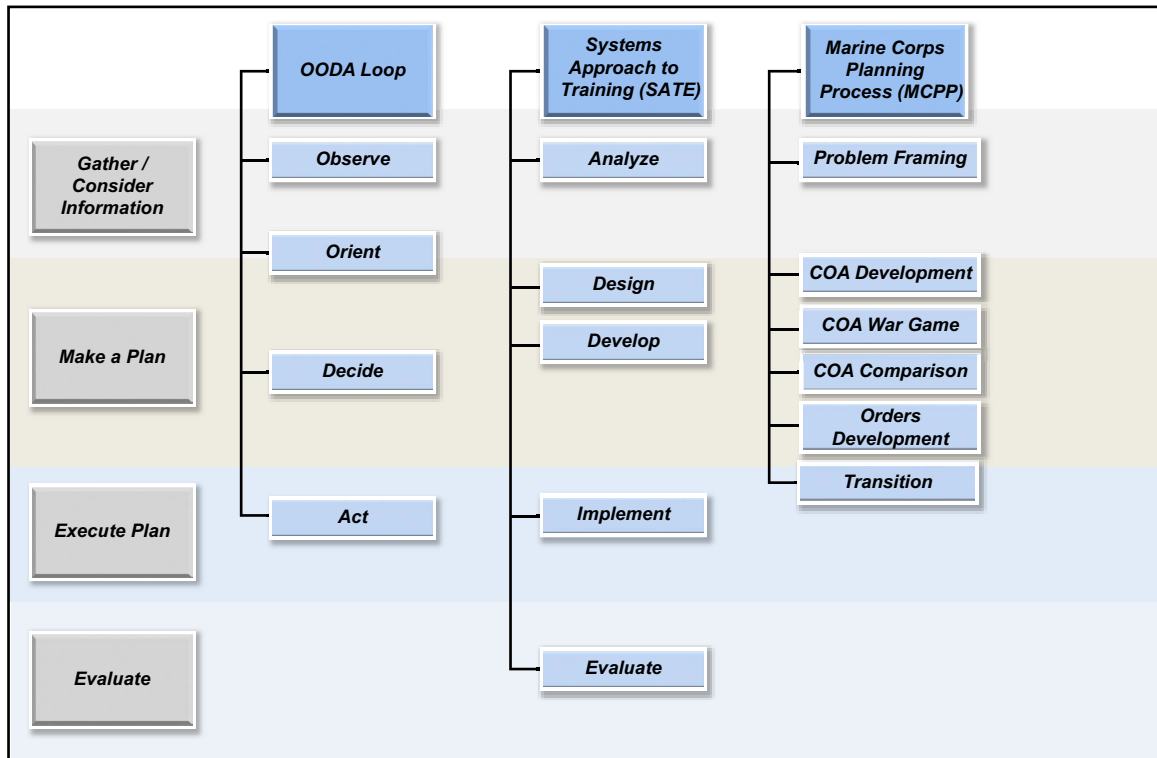 OODA Loop
Systems
Approach to
Training (SATE)
Marine Corps
Planning
Process (MCPP)
Gather /
Consider
Information
Observe
Analyze
Problem Framing
Orient
Make a Plan
Design
COA Development
Develop
COA War Game
Decide
COA Comparison
Orders
Development
Execute Plan
Act
Implement
Transition
Evaluate
Evaluate